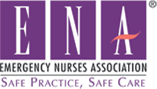 ENA®
EMERGENCY NURSES ASSOCIATION
SAFE PRACTICE, SAFE CARE